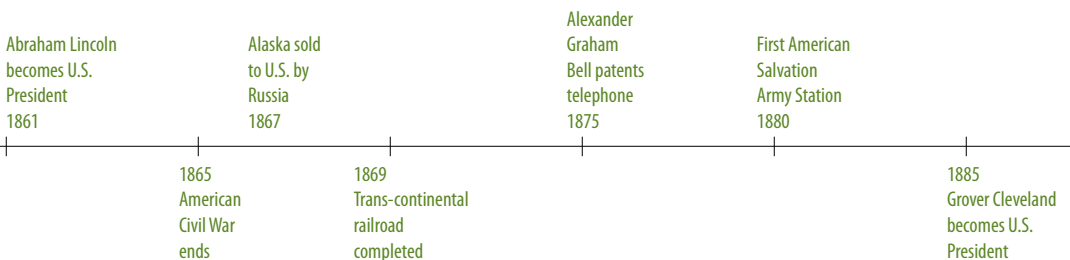 Abraham Lincoln
becomes U.S.
President
1861
1865
American
Civil War
ends
Alaska sold
to U.S. by
Russia
1867
1869
Trans-continental
railroad
completed
Alexander
Graham
Bell patents
telephone
1875
First American
Salvation
Army Station
1880
1885
Grover Cleveland
becomes U.S.
President